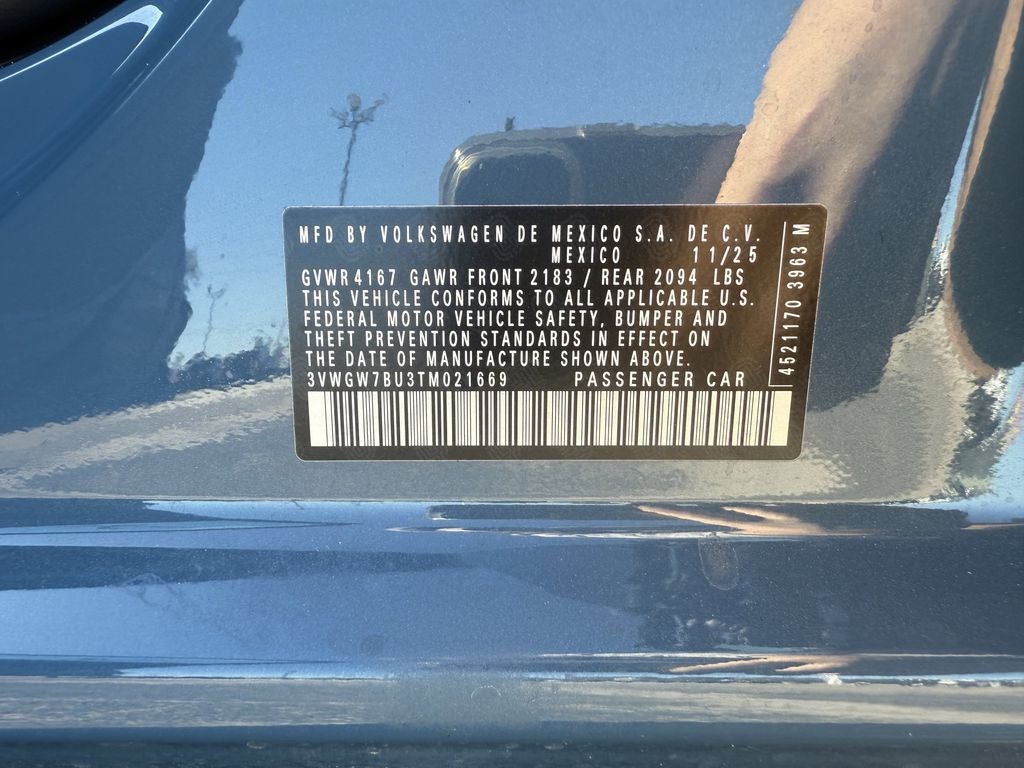 MFD BY VOLKSWAGEN DE MEXICO S.A. DE C.V.
MEXICO 11/25
GVWR 4167 GAWR FRONT 2183 / REAR 2094 LBS
THIS VEHICLE CONFORMS TO ALL APPLICABLE U.S.
FEDERAL MOTOR VEHICLE SAFETY, BUMPER AND
THEFT PREVENTION STANDARDS IN EFFECT ON
THE DATE OF MANUFACTURE SHOWN ABOVE.
3VWGW7BU3TM021669 PASSENGER CAR
4521170 3963 M